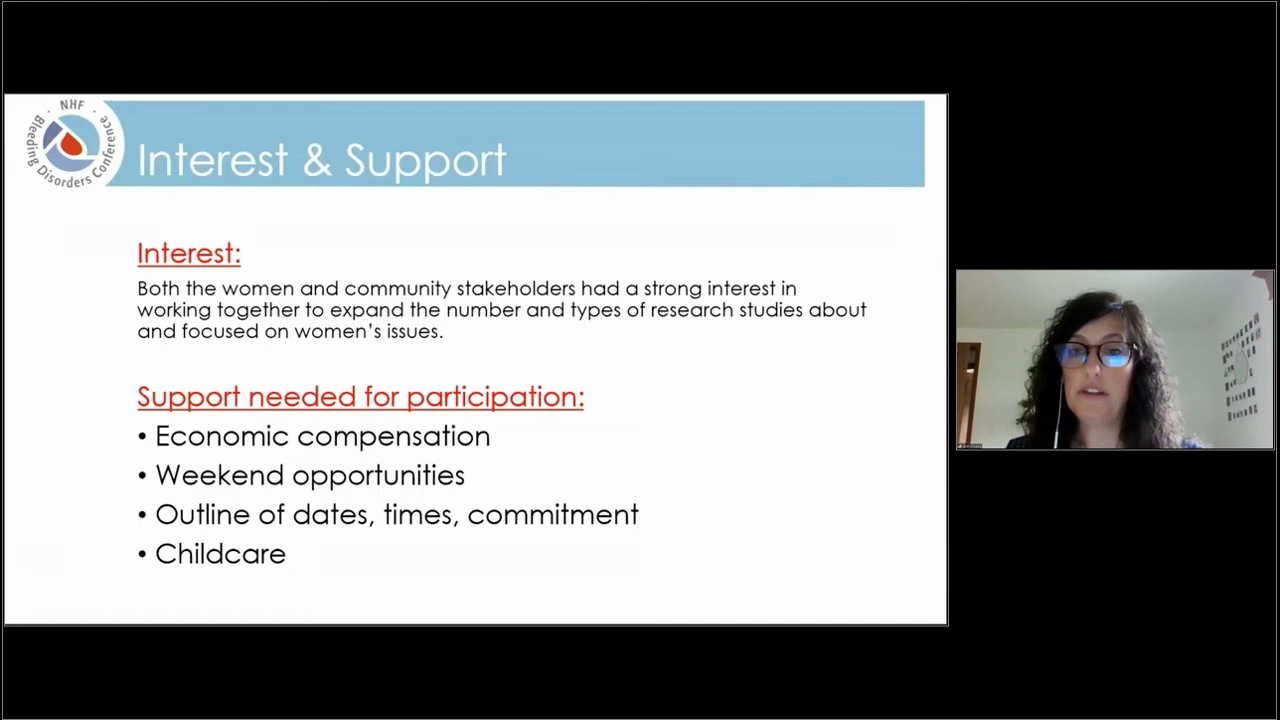 NHF
Bleeding Disorders Conference
Interest & Support
Interest:
Both the women and community stakeholders had a strong interest in
working together to expand the number and types of research studies about
and focused on women's issues.
Support needed for participation:
• Economic compensation
• Weekend opportunities
• Outline of dates, times, commitment
• Childcare